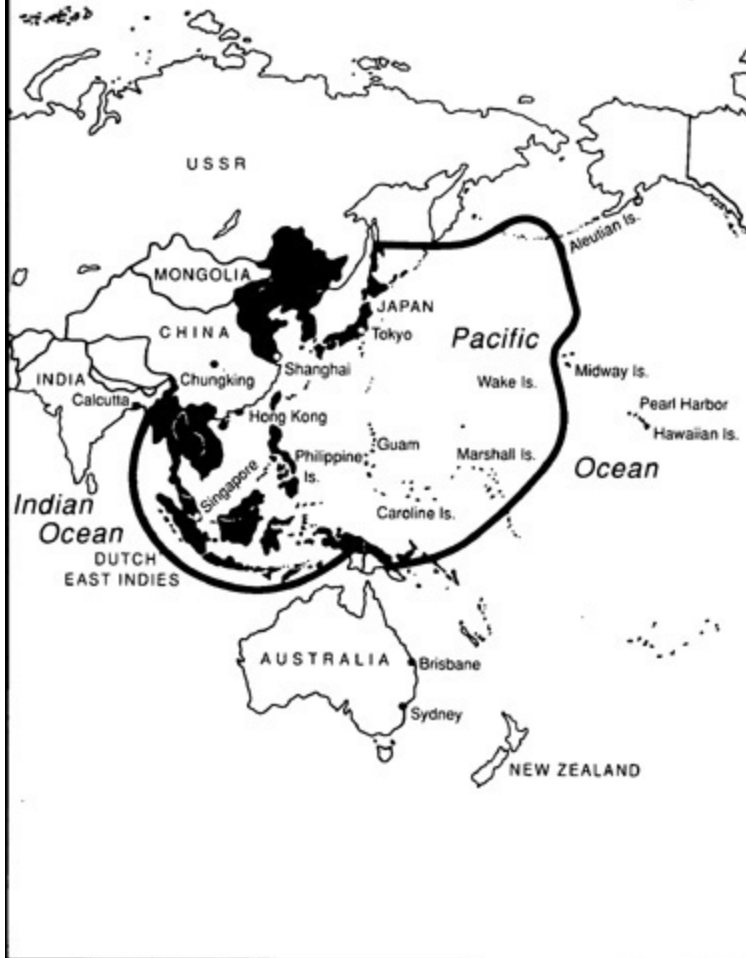 USSR
Aleutian Is.
MONGOLIA
JAPAN
CHINA
Tokyo
Pacific
Shanghai
Midway Is.
INDIA
Chungking
Wake Is.
Calcutta
Pearl Harbor
Hong Kong
Hawaiian Is.
Guam
Philippine
Is.
Marshall Is.
Ocean
Singapore
Indian
Ocean
Caroline Is.
DUTCH
EAST INDIES
AUSTRALIA
Brisbane
Sydney
NEW ZEALAND